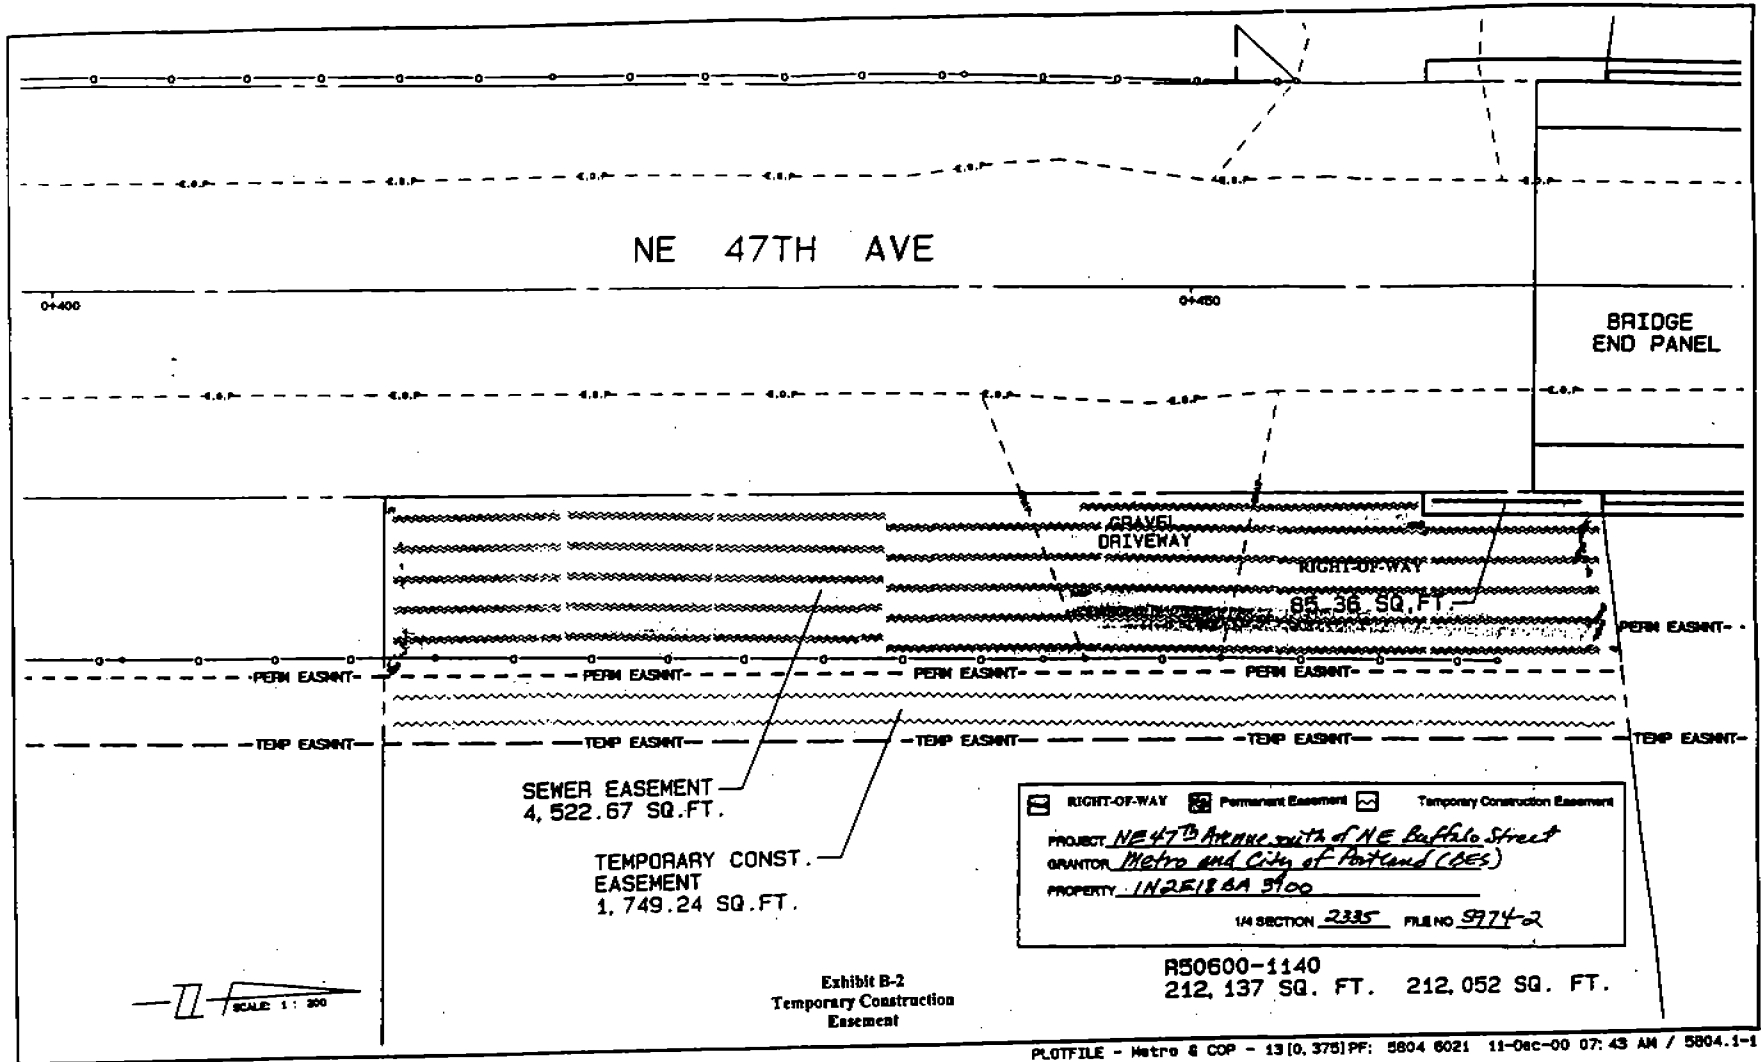 E.O.P E.O.P E.O.P E.O.P E.O.P E.O.P E.O.P
NE 47TH AVE
0+400
0+450
BRIDGE
END PANEL
E.O.P E.O.P E.O.P E.O.P E.O.P E.O.P E.O.P
GRAVEL
DRIVEWAY
RIGHT-OF-WAY
85.36 SQ.FT.
PERM EASMNT
PERM EASMNT PERM EASMNT PERM EASMNT PERM EASMNT
TEMP EASMNT TEMP EASMNT TEMP EASMNT TEMP EASMNT TEMP EASMNT
SEWER EASEMENT
4,522.67 SQ.FT.
TEMPORARY CONST.
EASEMENT
1,749.24 SQ.FT.
RIGHT-OF-WAY Permanent Easement Temporary Construction Easement
PROJECT NE 47TH Avenue south of NE Buffalo Street
GRANTOR Metro and City of Portland (BES)
PROPERTY 1N2E18BA 3900
1/4 SECTION 2335 FILE NO 5974-2
R50600-1140
212,137 SQ. FT. 212,052 SQ. FT.
SCALE 1 : 200
Exhibit B-2
Temporary Construction
Easement
PLOTFILE - Metro & COP - 13[0,375]PF: 5804 6021 11-Dec-00 07:43 AM / 5804.1-1